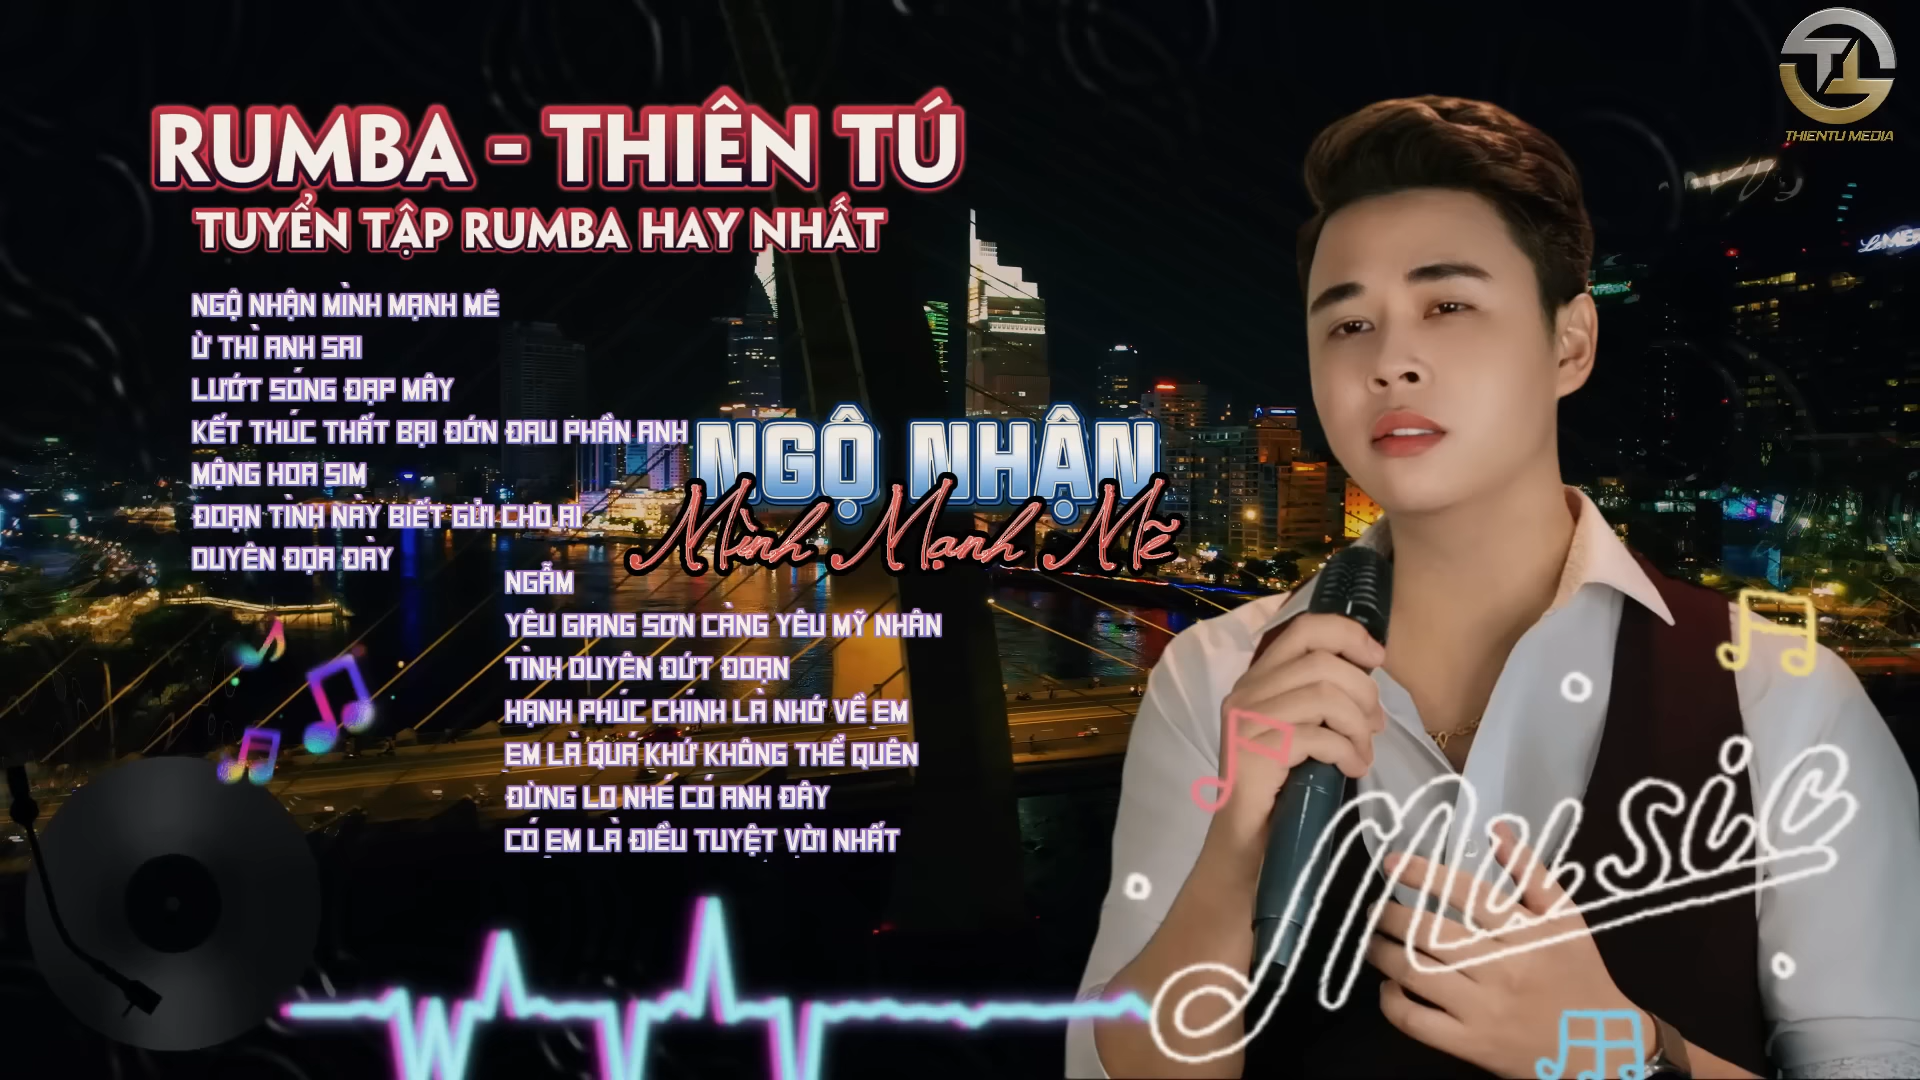 RUMBA - THIÊN TÚ
TUYỂN TẬP RUMBA HAY NHẤT
NGỘ NHẬN MÌNH MẠNH MẼ
Ừ THÌ ANH SAI
LƯỚT SÓNG ĐẠP MÂY
KẾT THÚC THẤT BẠI ĐỚN ĐAU PHẦN ANH
MỘNG HOA SIM
ĐOẠN TÌNH NÀY BIẾT GỬI CHO AI
DUYÊN ĐỌA ĐÀY
NGỘ NHẬN
Mình Mạnh Mẽ
NGẪM
YÊU GIANG SƠN CÀNG YÊU MỸ NHÂN
TÌNH DUYÊN ĐỨT ĐOẠN
HẠNH PHÚC CHÍNH LÀ NHỚ VỀ EM
EM LÀ QUÁ KHỨ KHÔNG THỂ QUÊN
ĐỪNG LO NHÉ CÓ ANH ĐÂY
CÓ EM LÀ ĐIỀU TUYỆT VỜI NHẤT
THIENTU MEDIA
Music